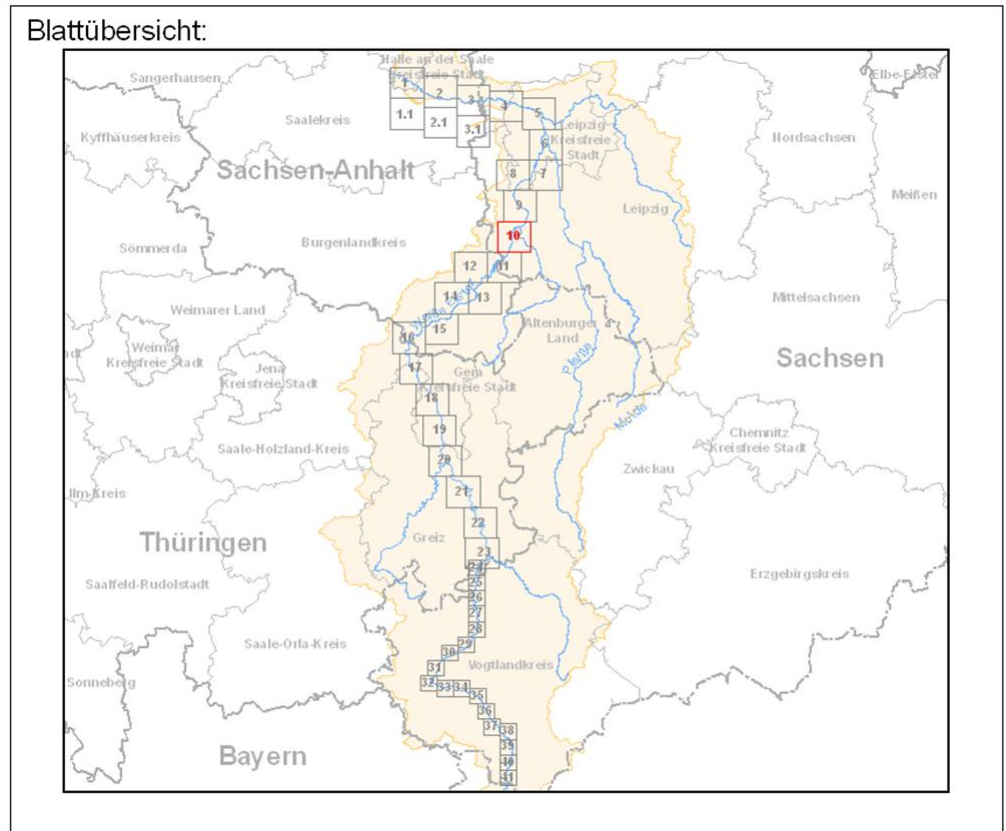 Blattübersicht:
Halle an der Saale
Kreisfreie Stadt
Sangerhausen
Elbe-Elster
1
2
3
4
5
Saalekreis
1.1
2.1
3.1
Leipzig
Kreisfreie
Stadt
Kyffhäuserkreis
Nordsachsen
6
Sachsen-Anhalt
8
7
Meißen
9
Leipzig
10
Burgenlandkreis
Sömmerda
12
11
14
13
Mittelsachsen
Weimarer Land
Weiße Elster
15
Altenburger
Land
16
Weimar
Kreisfreie Stadt
Pleiße
Sachsen
17
Jena
Kreisfreie Stadt
Gera
Kreisfreie Stadt
18
Mulde
19
Chemnitz
Kreisfreie Stadt
Saale-Holzland-Kreis
20
Zwickau
Ilm-Kreis
21
22
Thüringen
Greiz
23
24
Saalfeld-Rudolstadt
25
Erzgebirgskreis
26
27
28
Saale-Orla-Kreis
29
30
Vogtlandkreis
31
Sonneberg
32
33
34
35
36
37
38
Bayern
39
40
41